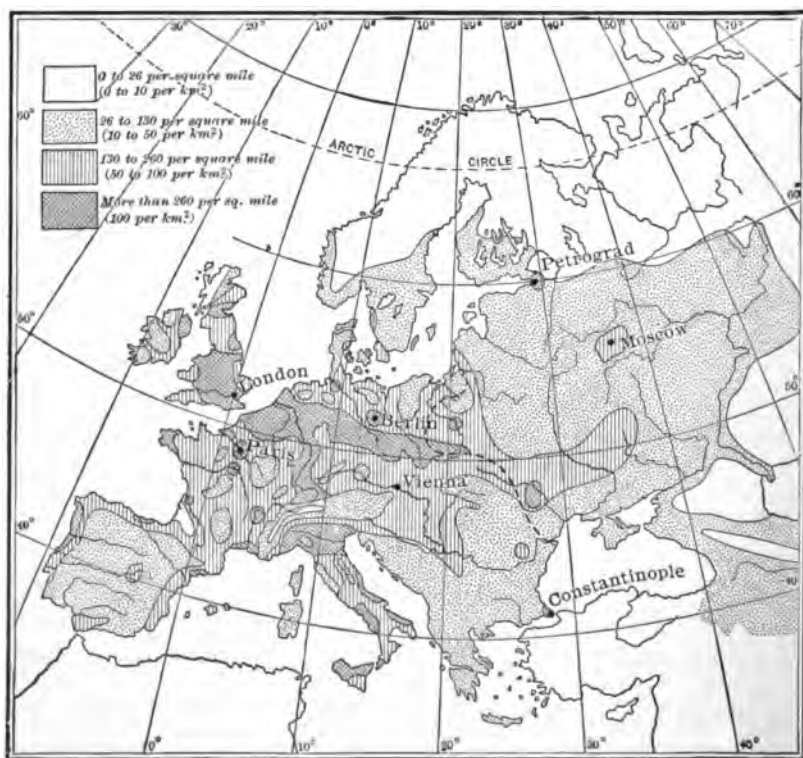 30° 20° 10° 0° 10° 20° 30° 40° 50° 60° 70°
0 to 26 per square mile
(0 to 10 per km²)
26 to 130 per square mile
(10 to 50 per km²)
130 to 260 per square mile
(50 to 100 per km²)
More than 260 per sq. mile
(100 per km²)
60°
ARCTIC CIRCLE
60°
Petrograd
50°
Moscow
London
50°
Berlin
Paris
Vienna
40°
Constantinople
40
0° 10° 20° 30° 40°